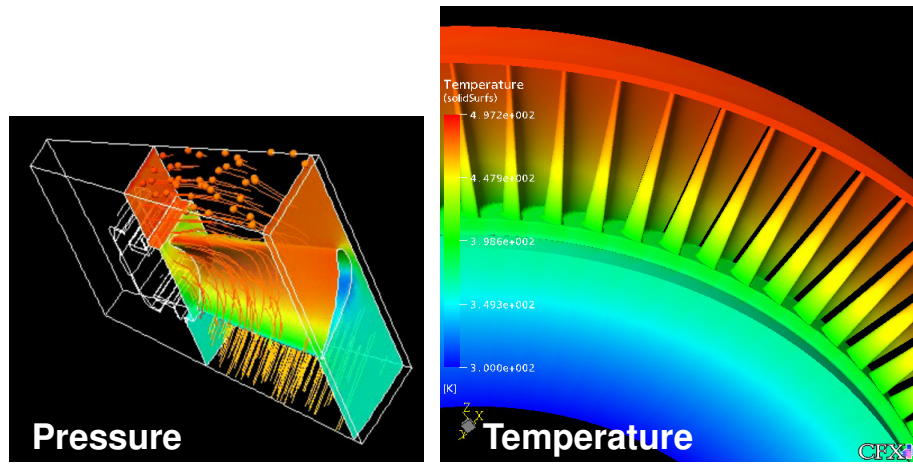 Pressure
Temperature
(solidSurfs)
4.972e+002
4.479e+002
3.986e+002
3.493e+002
3.000e+002
[K]
Z
X
Y
Temperature
CFX